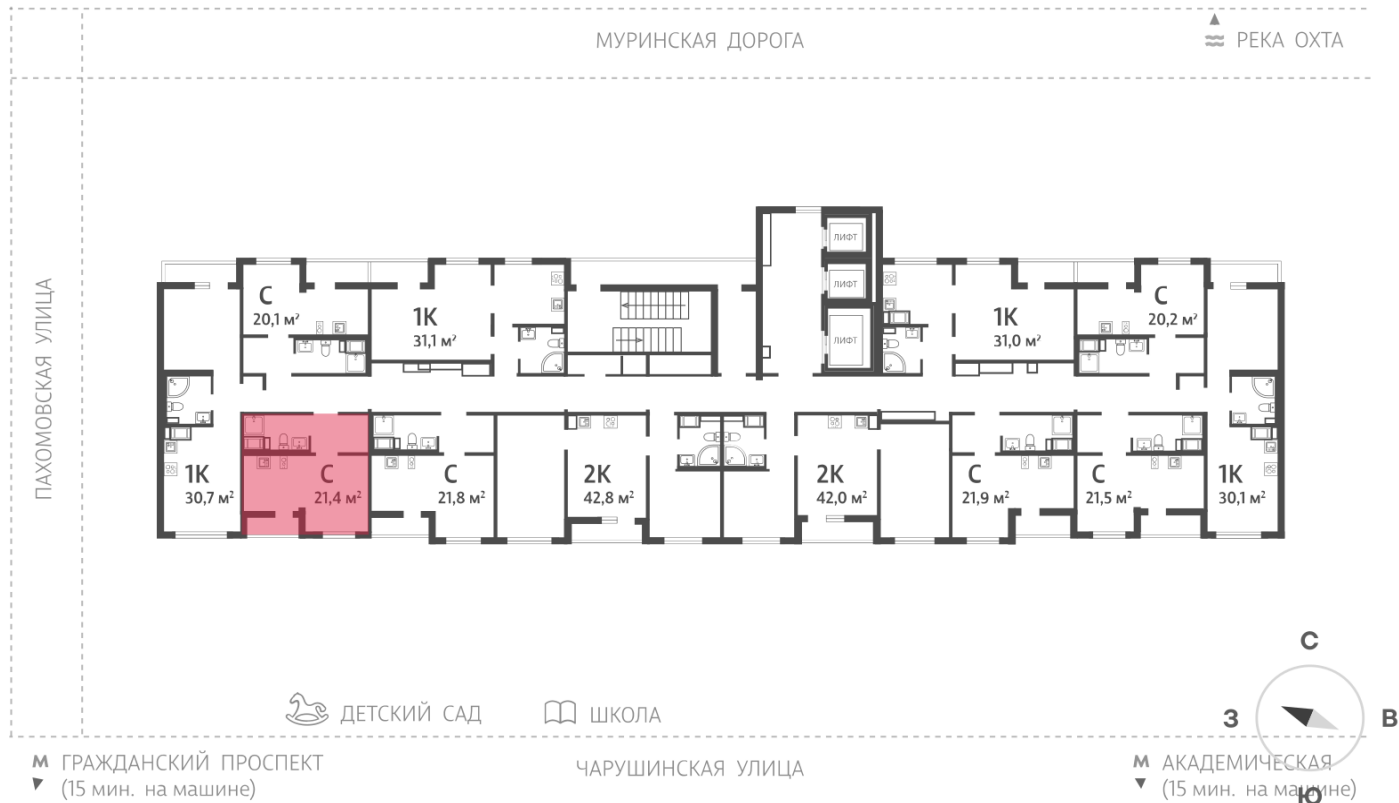 МУРИНСКАЯ ДОРОГА
РЕКА ОХТА
ПАХОМОВСКАЯ УЛИЦА
ЛИФТ
ЛИФТ
ЛИФТ
С
20,1 м²
1К
31,1 м²
1К
31,0 м²
С
20,2 м²
1К
30,7 м²
С
21,4 м²
С
21,8 м²
2К
42,8 м²
2К
42,0 м²
С
21,9 м²
С
21,5 м²
1К
30,1 м²
С
З
В
Ю
ДЕТСКИЙ САД
ШКОЛА
М ГРАЖДАНСКИЙ ПРОСПЕКТ
(15 мин. на машине)
ЧАРУШИНСКАЯ УЛИЦА
М АКАДЕМИЧЕСКАЯ
(15 мин. на машине)